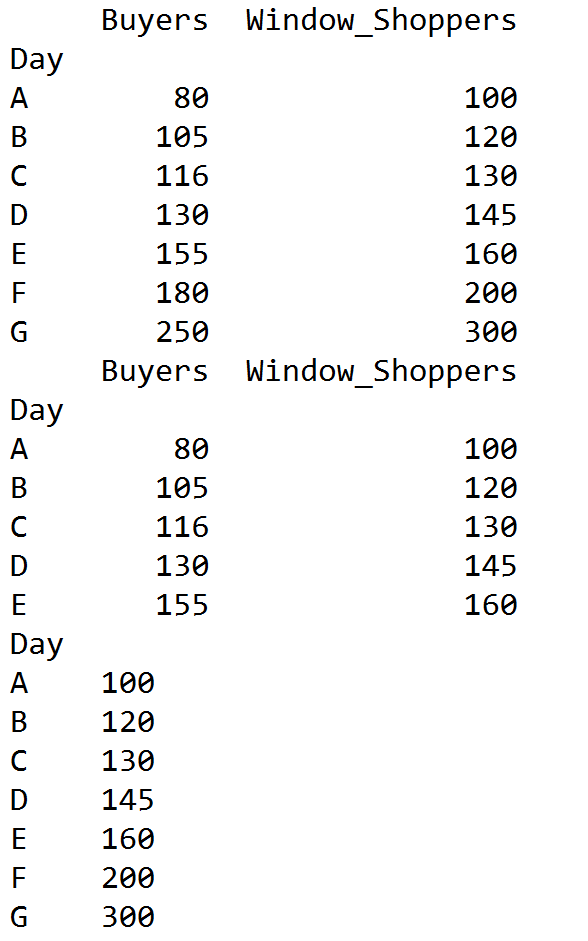 Buyers Window_Shoppers
Day
A 80 100
B 105 120
C 116 130
D 130 145
E 155 160
F 180 200
G 250 300
Buyers Window_Shoppers
Day
A 80 100
B 105 120
C 116 130
D 130 145
E 155 160
Day
A 100
B 120
C 130
D 145
E 160
F 200
G 300